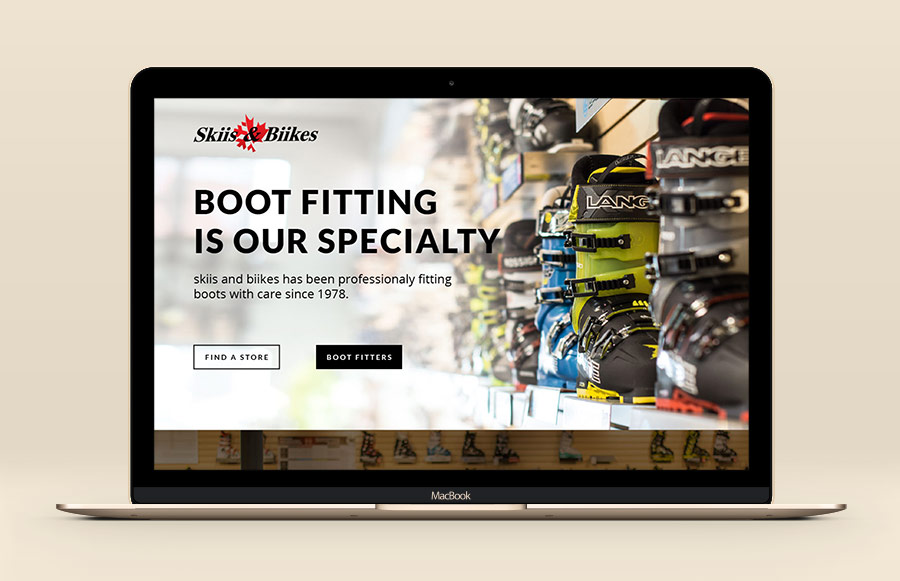 Skiis & Biikes
BOOT FITTING
IS OUR SPECIALTY
skiis and biikes has been professionaly fitting
boots with care since 1978.
FIND A STORE
BOOT FITTERS
LANGE
LANGE
MacBook